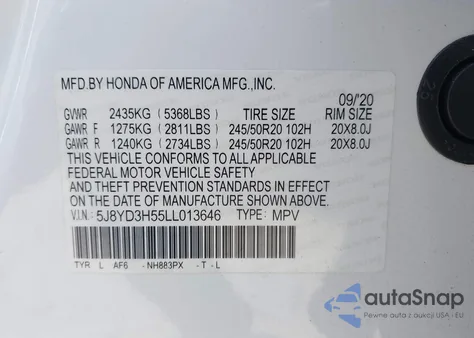 MFD.BY HONDA OF AMERICA MFG.,INC.
09/'20
GVWR 2435KG (5368LBS) TIRE SIZE RIM SIZE
GAWR F 1275KG (2811LBS) 245/50R20 102H 20X8.0J
GAWR R 1240KG (2734LBS) 245/50R20 102H 20X8.0J
THIS VEHICLE CONFORMS TO ALL APPLICABLE
FEDERAL MOTOR VEHICLE SAFETY
AND THEFT PREVENTION STANDARDS IN EFFECT
ON THE DATE OF MANUFACTURE SHOWN ABOVE.
V.I.N.: 5J8YD3H55LL013646 TYPE: MPV
TYR L AF6 -NH883PX -T-L
25
autoSnap
Pewne auto z USA - EU